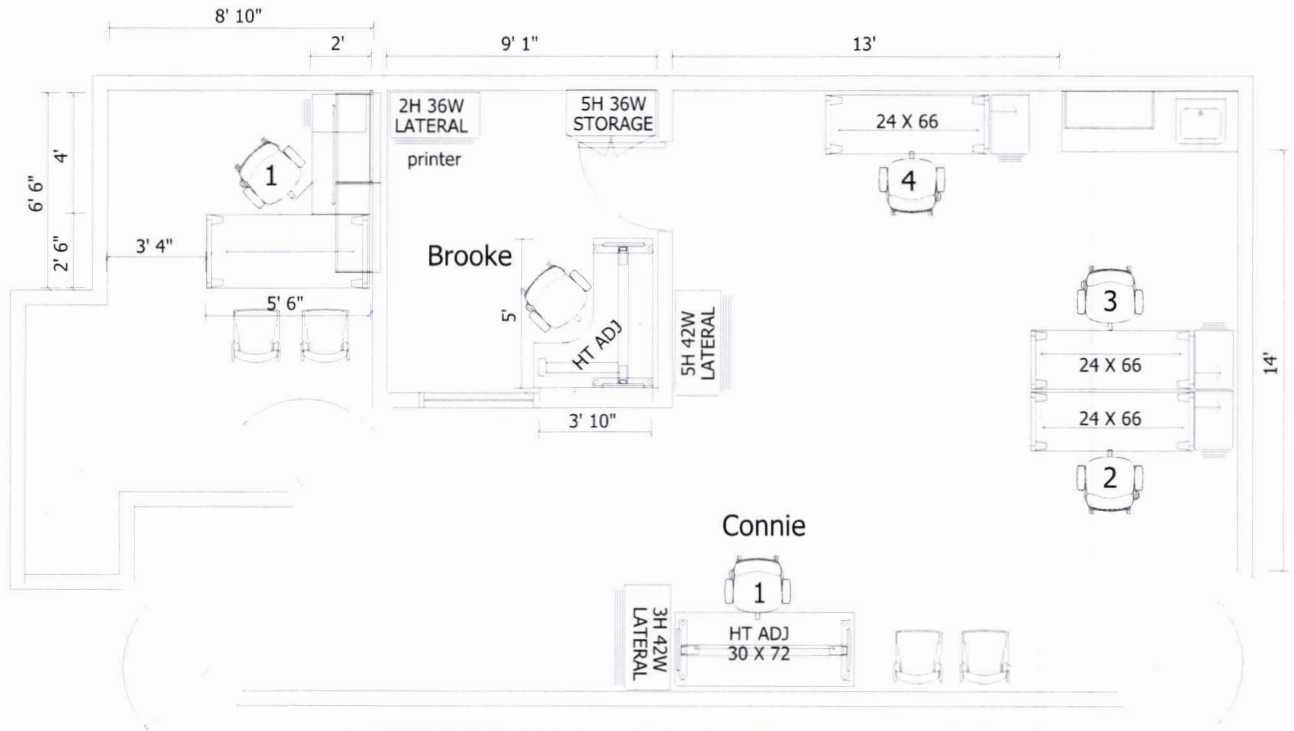 8' 10"
2'
9' 1"
13'
2H 36W
LATERAL
printer
5H 36W
STORAGE
24 X 66
4
4'
6' 6"
2' 6"
1
3' 4"
5' 6"
Brooke
5'
HT ADJ
3' 10"
5H 42W
LATERAL
3
24 X 66
24 X 66
2
14'
Connie
1
3H 42W
LATERAL
HT ADJ
30 X 72